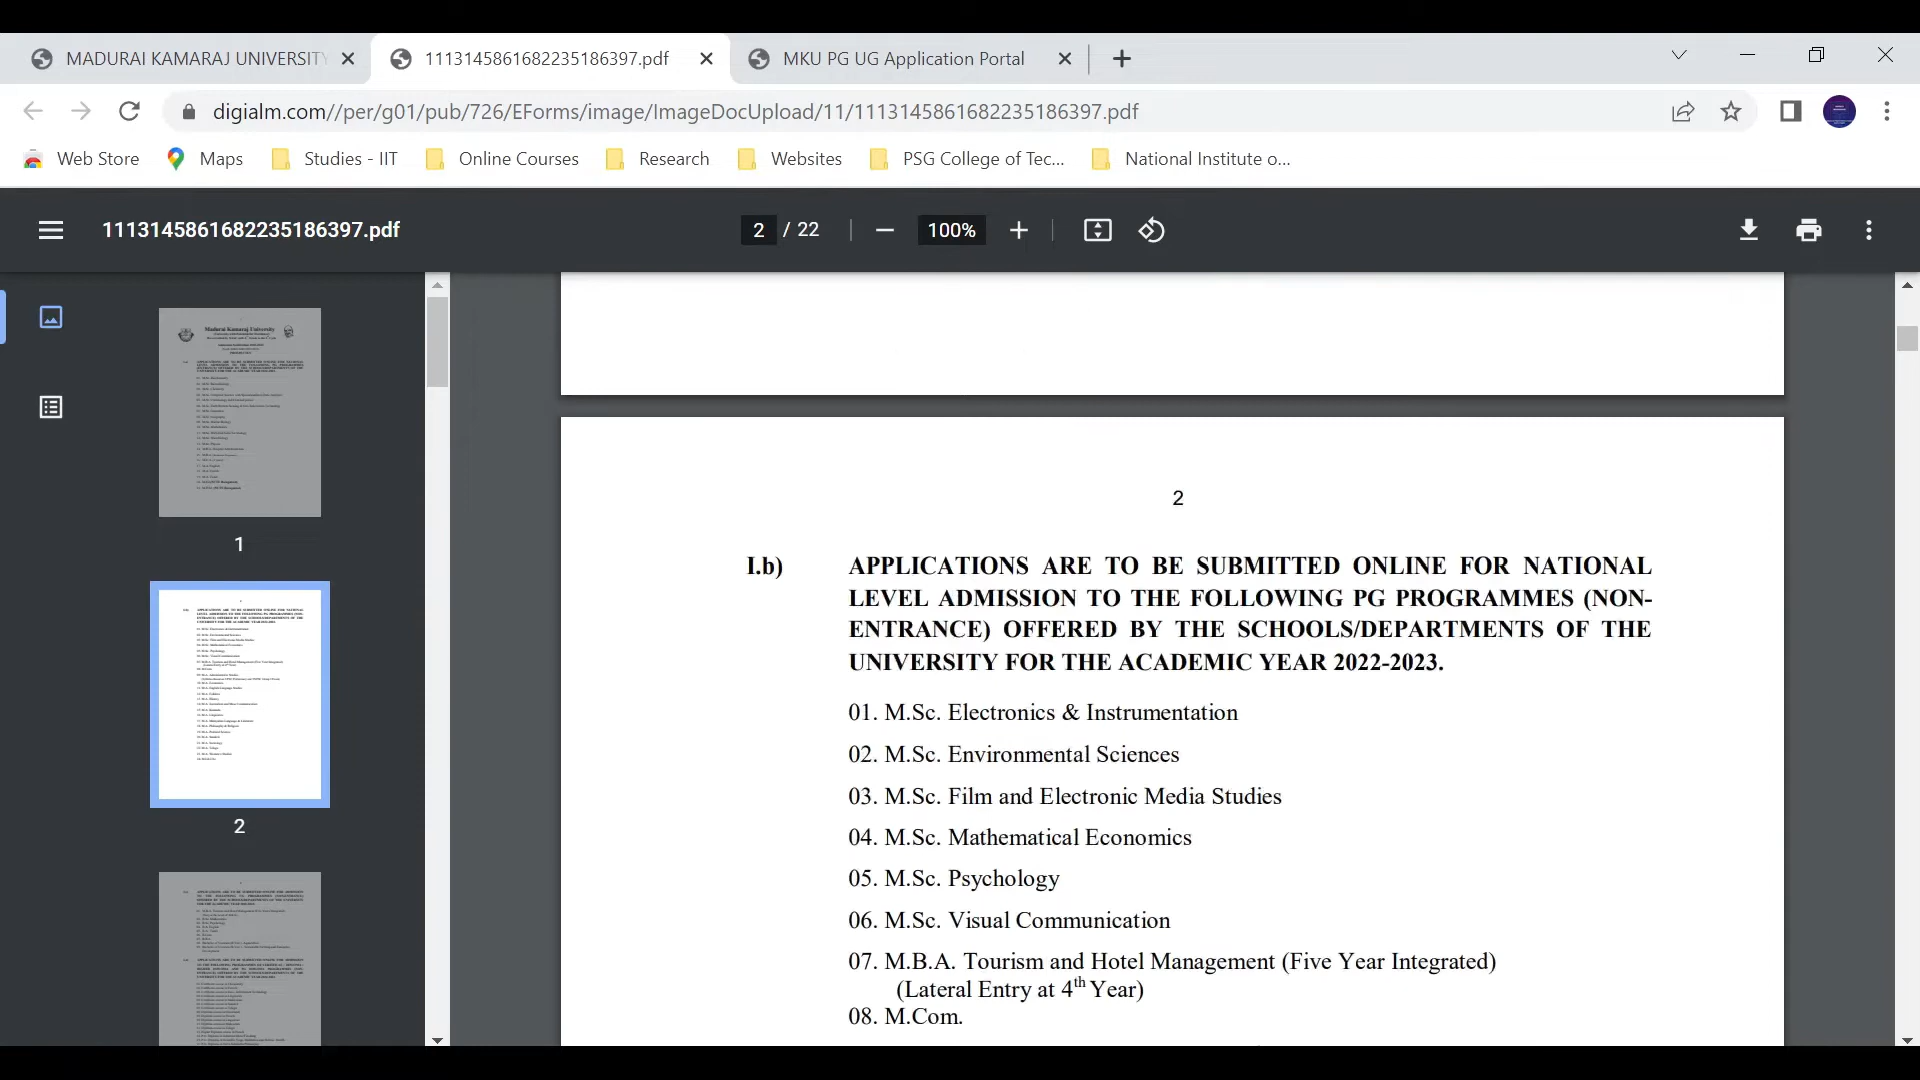 MADURAI KAMARAJ UNIVERSITY
1113145861682235186397.pdf
MKU PG UG Application Portal
digialm.com//per/g01/pub/726/EForms/image/ImageDocUpload/11/1113145861682235186397.pdf
Web Store
Maps
Studies - IIT
Online Courses
Research
Websites
PSG College of Tec...
National Institute o...
1113145861682235186397.pdf
2 / 22
100%
Madurai Kamaraj University
1
2
2
I.b) APPLICATIONS ARE TO BE SUBMITTED ONLINE FOR NATIONAL
LEVEL ADMISSION TO THE FOLLOWING PG PROGRAMMES (NON-
ENTRANCE) OFFERED BY THE SCHOOLS/DEPARTMENTS OF THE
UNIVERSITY FOR THE ACADEMIC YEAR 2022-2023.
01. M.Sc. Electronics & Instrumentation
02. M.Sc. Environmental Sciences
03. M.Sc. Film and Electronic Media Studies
04. M.Sc. Mathematical Economics
05. M.Sc. Psychology
06. M.Sc. Visual Communication
07. M.B.A. Tourism and Hotel Management (Five Year Integrated)
(Lateral Entry at 4th Year)
08. M.Com.